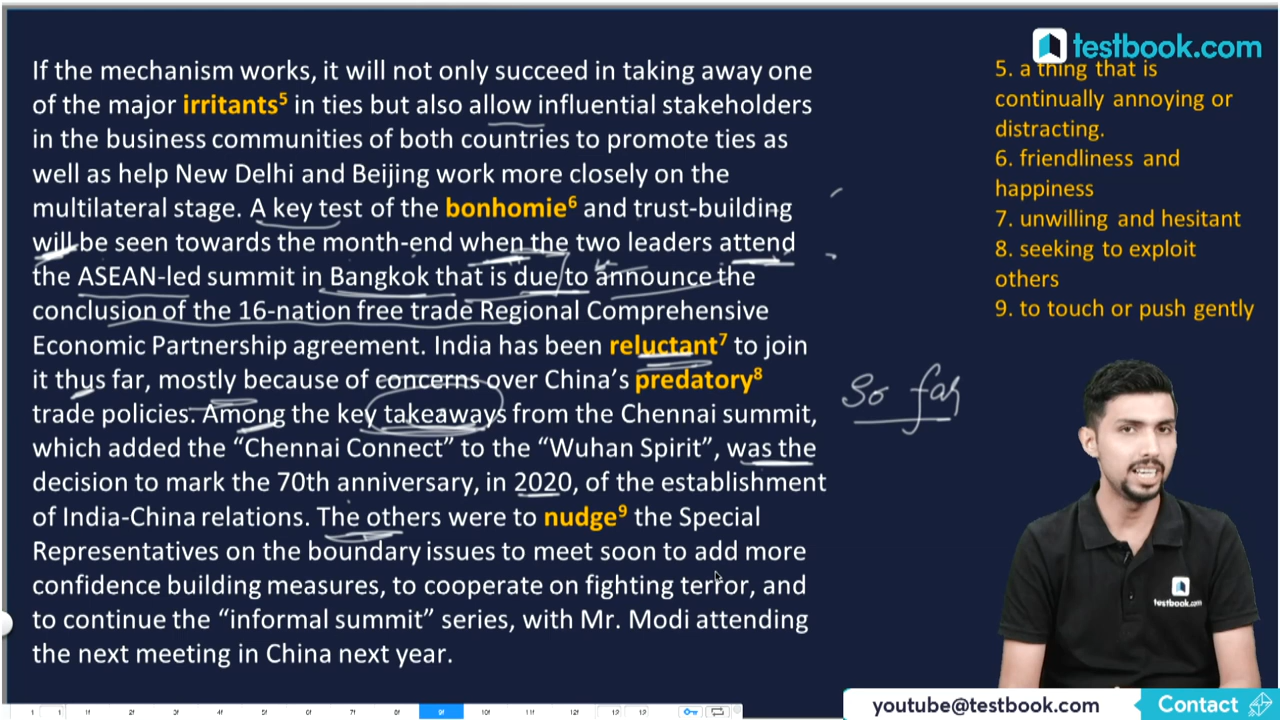 If the mechanism works, it will not only succeed in taking away one
of the major irritants⁵ in ties but also allow influential stakeholders
in the business communities of both countries to promote ties as
well as help New Delhi and Beijing work more closely on the
multilateral stage. A key test of the bonhomie⁶ and trust-building
will be seen towards the month-end when the two leaders attend
the ASEAN-led summit in Bangkok that is due to announce the
conclusion of the 16-nation free trade Regional Comprehensive
Economic Partnership agreement. India has been reluctant⁷ to join
it thus far, mostly because of concerns over China's predatory⁸
trade policies. Among the key takeaways from the Chennai summit,
which added the “Chennai Connect” to the “Wuhan Spirit”, was the
decision to mark the 70th anniversary, in 2020, of the establishment
of India-China relations. The others were to nudge⁹ the Special
Representatives on the boundary issues to meet soon to add more
confidence building measures, to cooperate on fighting terror, and
to continue the “informal summit” series, with Mr. Modi attending
the next meeting in China next year.
testbook.com
5. a thing that is
continually annoying or
distracting.
6. friendliness and
happiness
7. unwilling and hesitant
8. seeking to exploit
others
9. to touch or push gently
So far
testbook.com
youtube@testbook.com
Contact